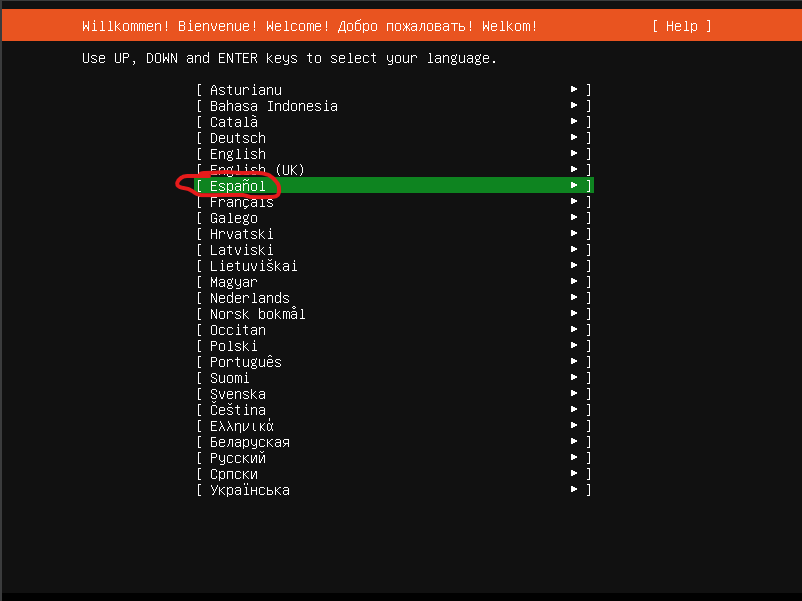 Willkommen! Bienvenue! Welcome! Добро пожаловать! Welkom! [ Help ]
Use UP, DOWN and ENTER keys to select your language.
[ Asturianu ▸ ]
[ Bahasa Indonesia ▸ ]
[ Català ▸ ]
[ Deutsch ▸ ]
[ English ▸ ]
[ English (UK) ▸ ]
[ Español ▸ ]
[ Français ▸ ]
[ Galego ▸ ]
[ Hrvatski ▸ ]
[ Latviski ▸ ]
[ Lietuviškai ▸ ]
[ Magyar ▸ ]
[ Nederlands ▸ ]
[ Norsk bokmål ▸ ]
[ Occitan ▸ ]
[ Polski ▸ ]
[ Português ▸ ]
[ Suomi ▸ ]
[ Svenska ▸ ]
[ Čeština ▸ ]
[ Ελληνικά ▸ ]
[ Беларуская ▸ ]
[ Русский ▸ ]
[ Српски ▸ ]
[ Українська ▸ ]